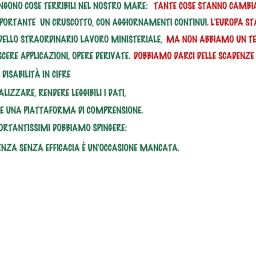 NGONO COSE TERRIBILI NEL NOSTRO MARE: TANTE COSE STANNO CAMBIA
PORTANTE UN CRUSCOTTO, CON AGGIORNAMENTI CONTINUI. L'EUROPA STA
DELLO STRAORDINARIO LAVORO MINISTERIALE, MA NON ABBIAMO UN TE
SCERE APPLICAZIONI, OPERE DERIVATE. DOBBIAMO DARCI DELLE SCADENZE
DISABILITÀ IN CIFRE
ALIZZARE, RENDERE LEGGIBILI I DATI,
E UNA PIATTAFORMA DI COMPRENSIONE.
ORTANTISSIMI DOBBIAMO SPINGERE:
ENZA SENZA EFFICACIA È UN'OCCASIONE MANCATA.